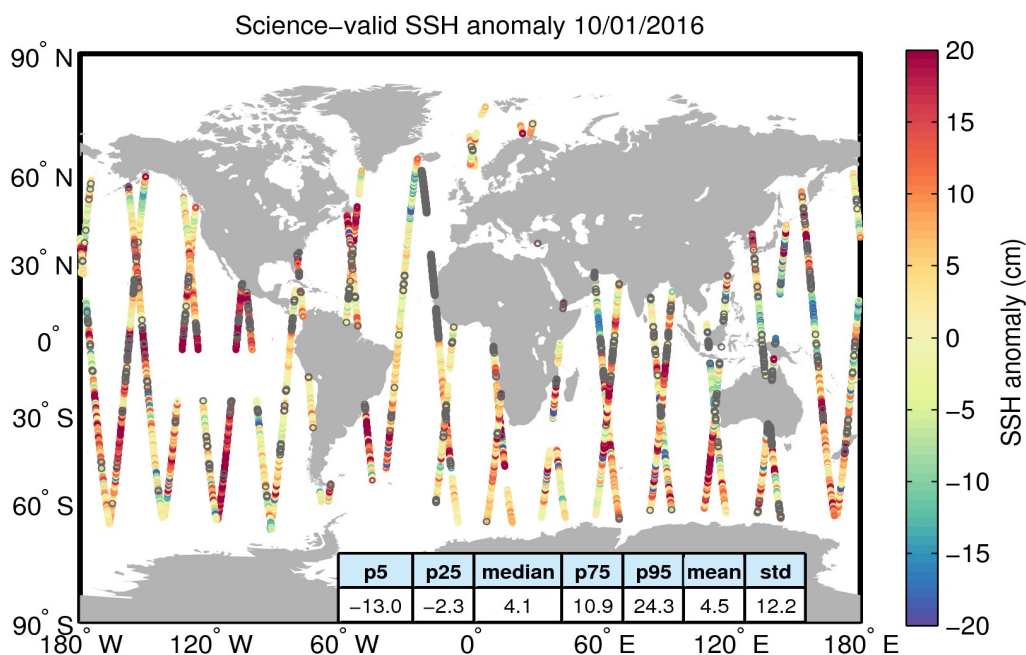 Science−valid SSH anomaly 10/01/2016
90° N
60° N
30° N
0°
30° S
60° S
90° S
180° W
120° W
60° W
0°
60° E
120° E
180° E
p5 p25 median p75 p95 mean std
−13.0 −2.3 4.1 10.9 24.3 4.5 12.2
20
15
10
5
0
−5
−10
−15
−20
SSH anomaly (cm)